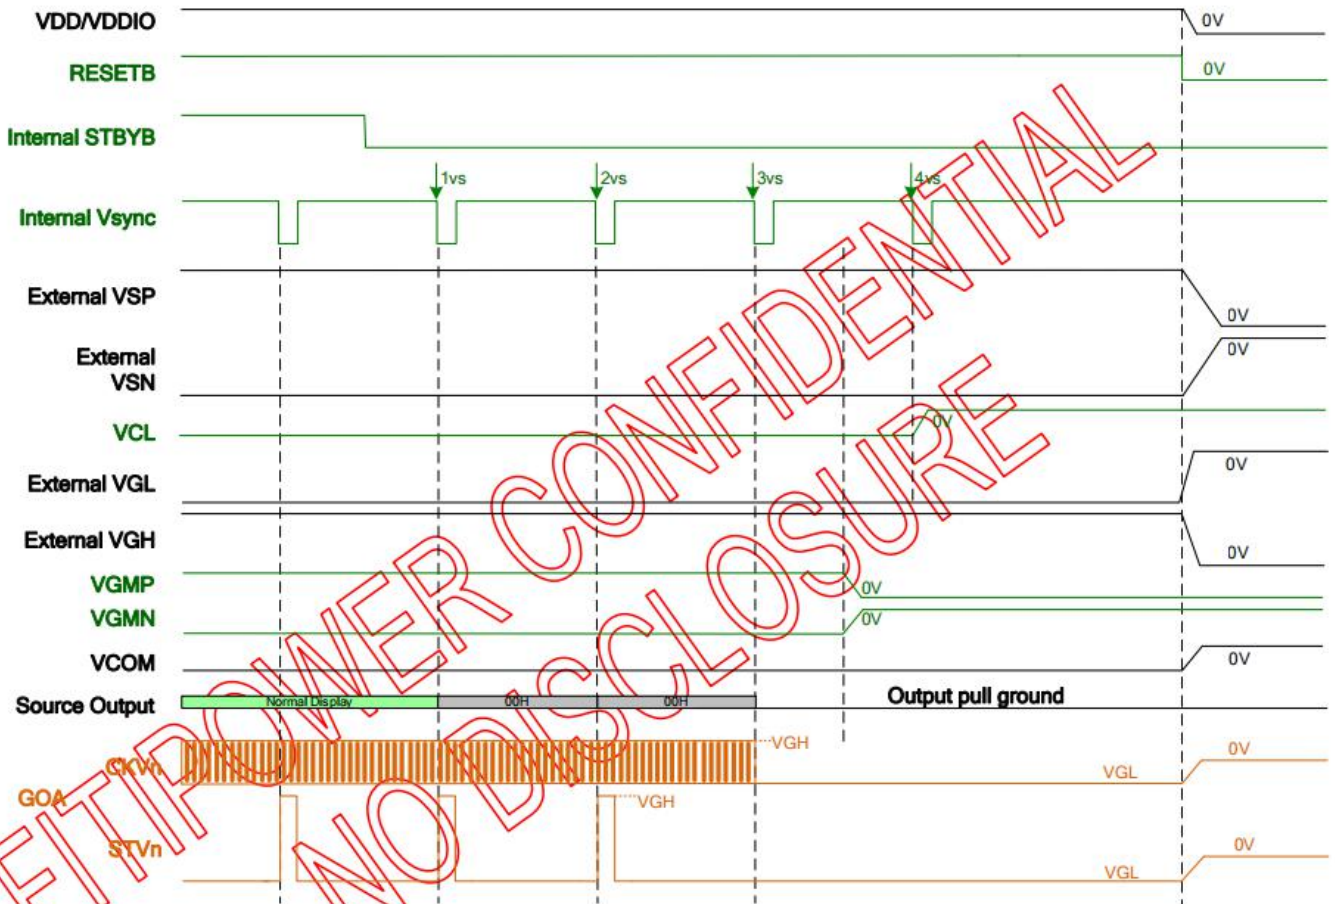 VDD/VDDIO
0V
RESETB
0V
Internal STBYB
1vs
2vs
3vs
4vs
Internal Vsync
External VSP
0V
External
VSN
0V
VCL
0V
External VGL
0V
External VGH
0V
VGMP
0V
VGMN
0V
VCOM
0V
Source Output
Normal Display
00H
00H
Output pull ground
GOA
CKVn
VGH
VGL
0V
STVn
VGH
VGL
0V
FITIPOWER CONFIDENTIAL
NO DISCLOSURE